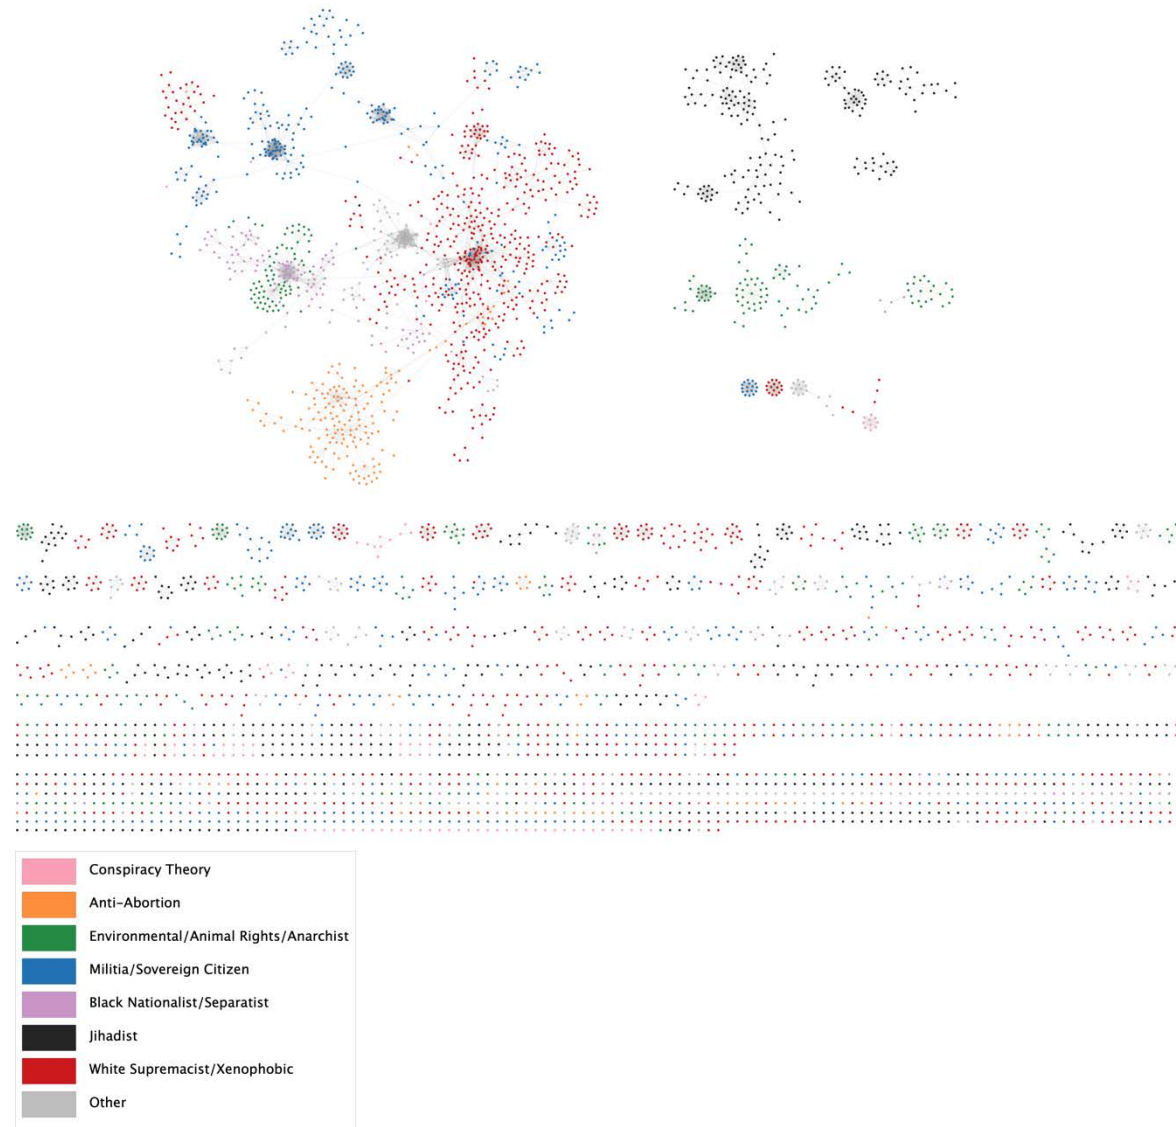 Conspiracy Theory
Anti-Abortion
Environmental/Animal Rights/Anarchist
Militia/Sovereign Citizen
Black Nationalist/Separatist
Jihadist
White Supremacist/Xenophobic
Other